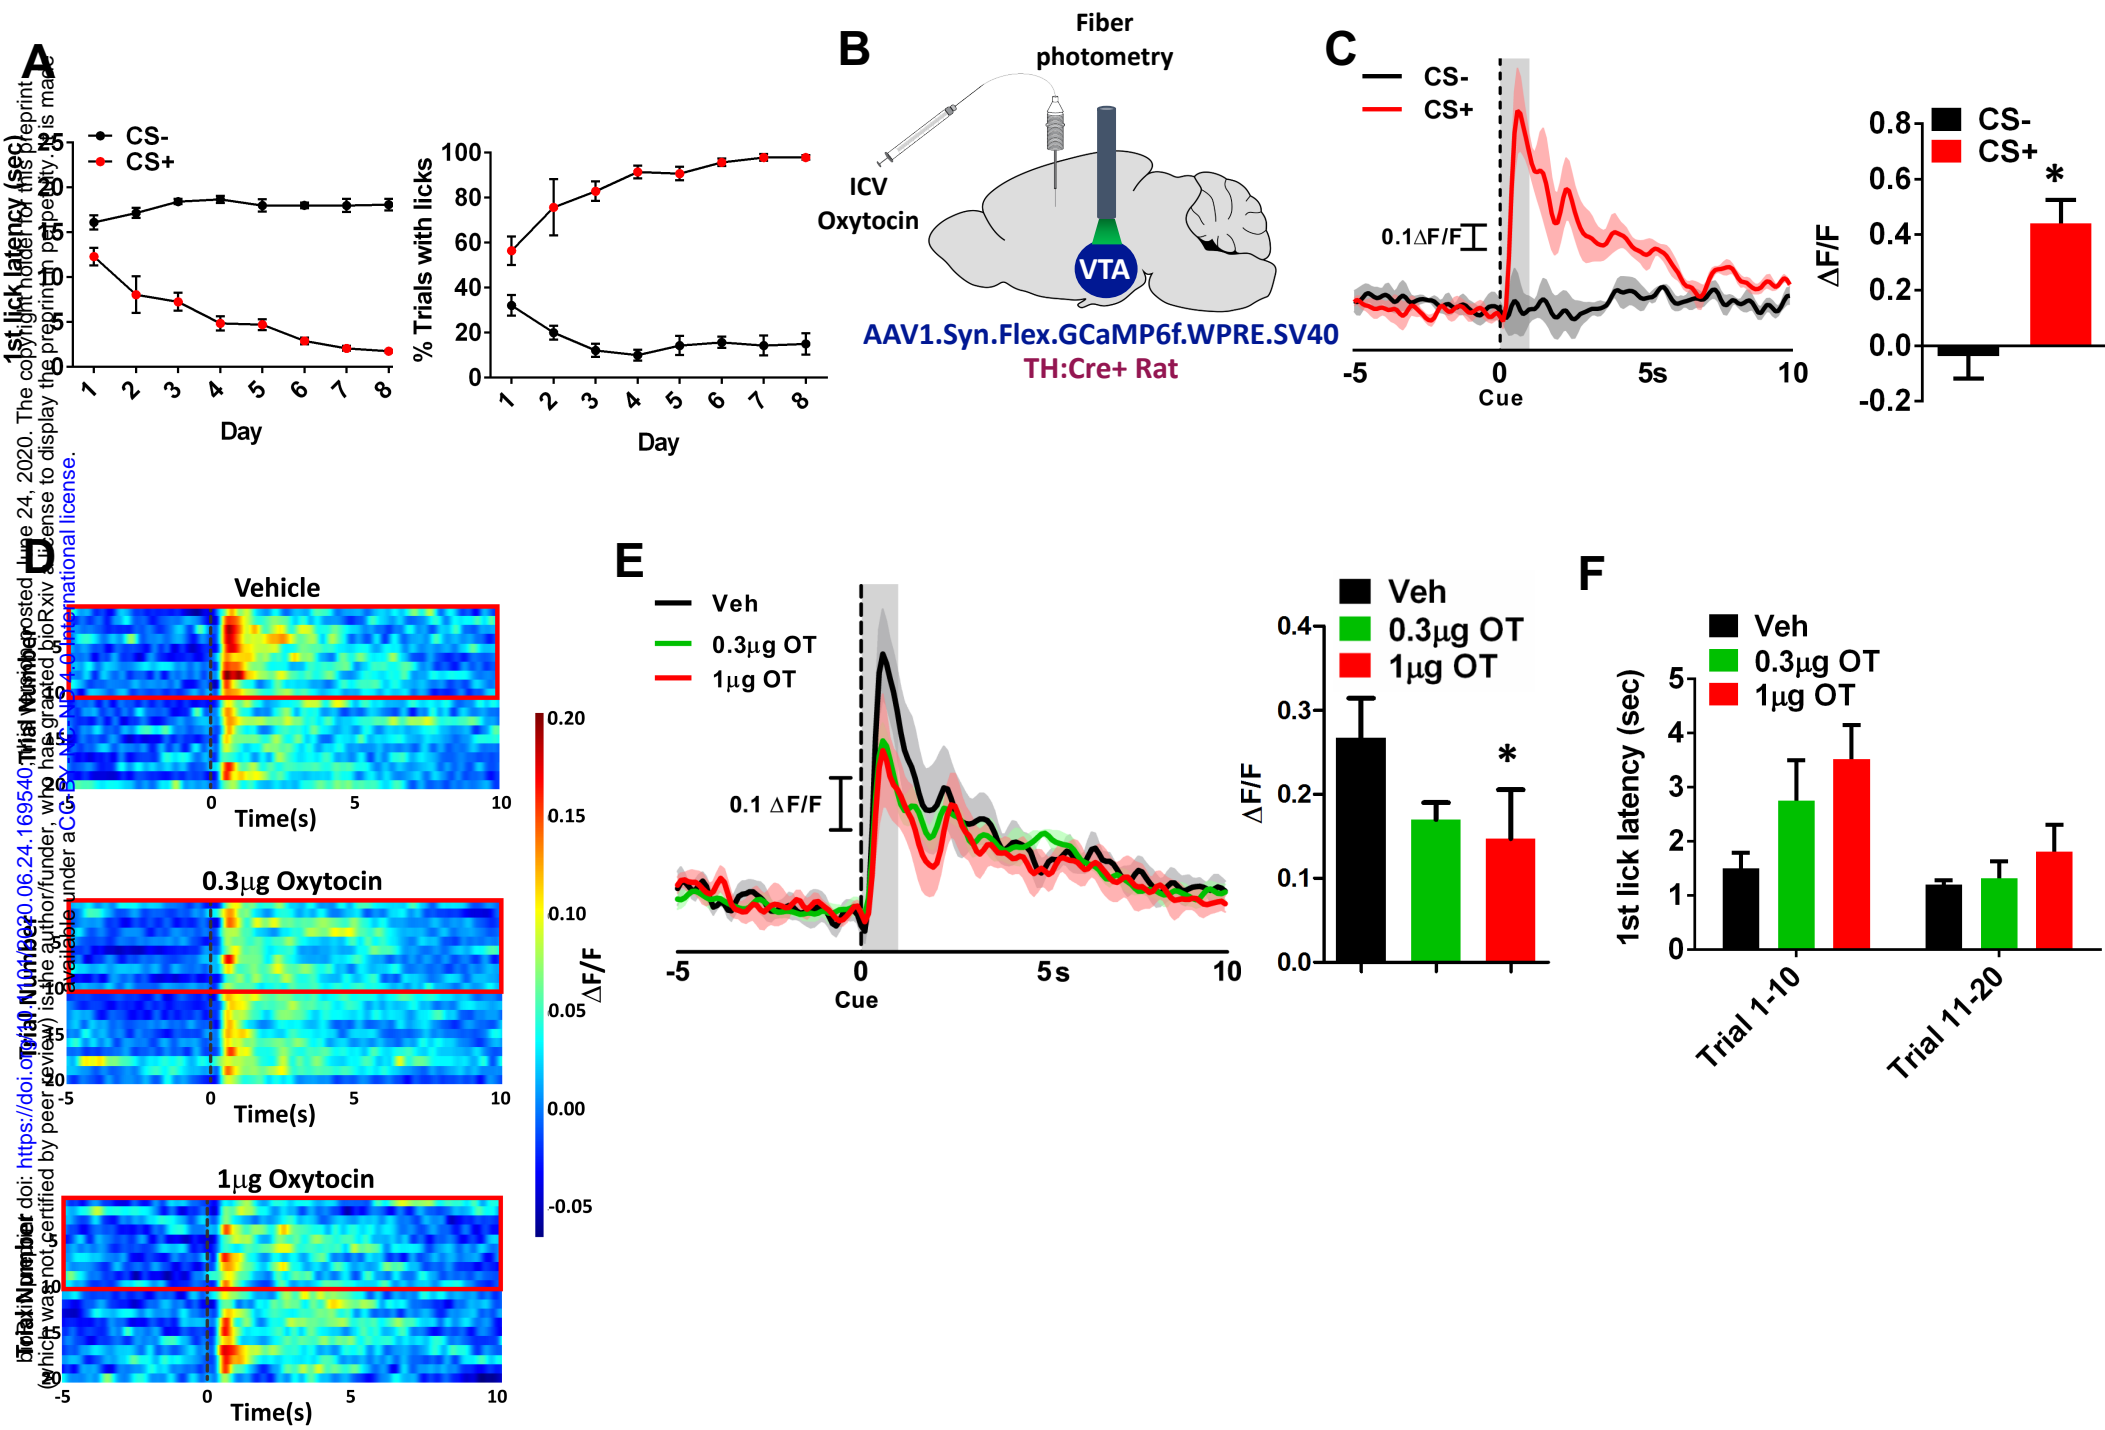 A
CS-
CS+
1st lick latency (sec)
25
20
15
10
5
0
1 2 3 4 5 6 7 8
Day
% Trials with licks
100
80
60
40
20
0
1 2 3 4 5 6 7 8
Day
B
Fiber
photometry
ICV
Oxytocin
VTA
AAV1.Syn.Flex.GCaMP6f.WPRE.SV40
TH:Cre+ Rat
C
CS-
CS+
0.1ΔF/F
-5 0 5s 10
Cue
CS-
CS+
*
ΔF/F
0.8
0.6
0.4
0.2
0.0
-0.2
D
Vehicle
Trial Number
5
10
15
20
-5 0 5 10
Time(s)
0.3μg Oxytocin
Trial Number
5
10
15
20
-5 0 5 10
Time(s)
1μg Oxytocin
Trial Number
5
10
15
20
-5 0 5 10
Time(s)
0.20
0.15
0.10
0.05
0.00
-0.05
ΔF/F
E
Veh
0.3μg OT
1μg OT
0.1 ΔF/F
-5 0 5s 10
Cue
Veh
0.3μg OT
1μg OT
*
ΔF/F
0.4
0.3
0.2
0.1
0.0
F
Veh
0.3μg OT
1μg OT
1st lick latency (sec)
5
4
3
2
1
0
Trial 1-10
Trial 11-20
bioRxiv preprint doi: https://doi.org/10.1101/2020.06.24.169540; this version posted June 24, 2020. The copyright holder for this preprint
(which was not certified by peer review) is the author/funder, who has granted bioRxiv a license to display the preprint in perpetuity. It is made
available under aCC-BY-NC-ND 4.0 International license.